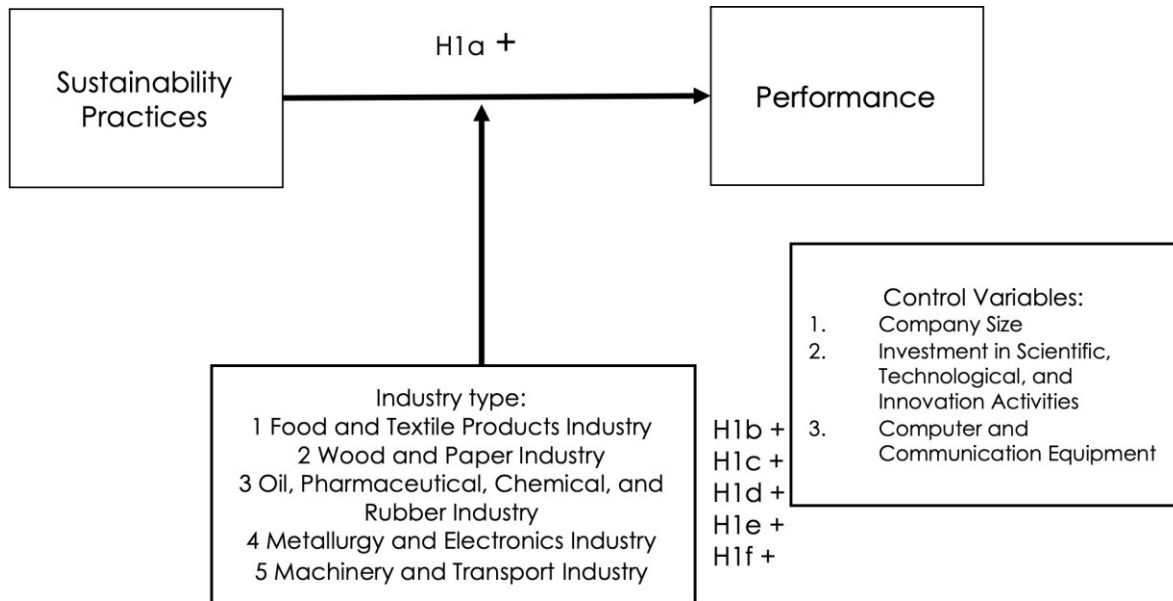 H1a +
Sustainability
Practices
Performance
Control Variables:
1. Company Size
2. Investment in Scientific,
Technological, and
Innovation Activities
3. Computer and
Communication Equipment
Industry type:
1 Food and Textile Products Industry
2 Wood and Paper Industry
3 Oil, Pharmaceutical, Chemical, and
Rubber Industry
4 Metallurgy and Electronics Industry
5 Machinery and Transport Industry
H1b +
H1c +
H1d +
H1e +
H1f +